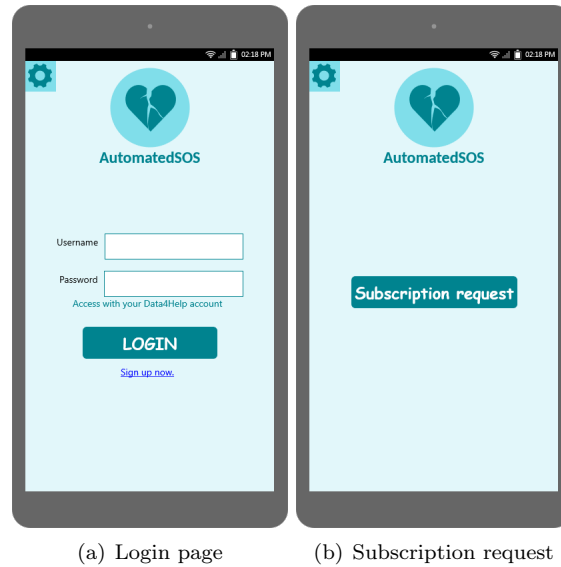 02:18 PM
AutomatedSOS
Username
Password
Access with your Data4Help account
LOGIN
Sign up now.
(a) Login page
02:18 PM
AutomatedSOS
Subscription request
(b) Subscription request